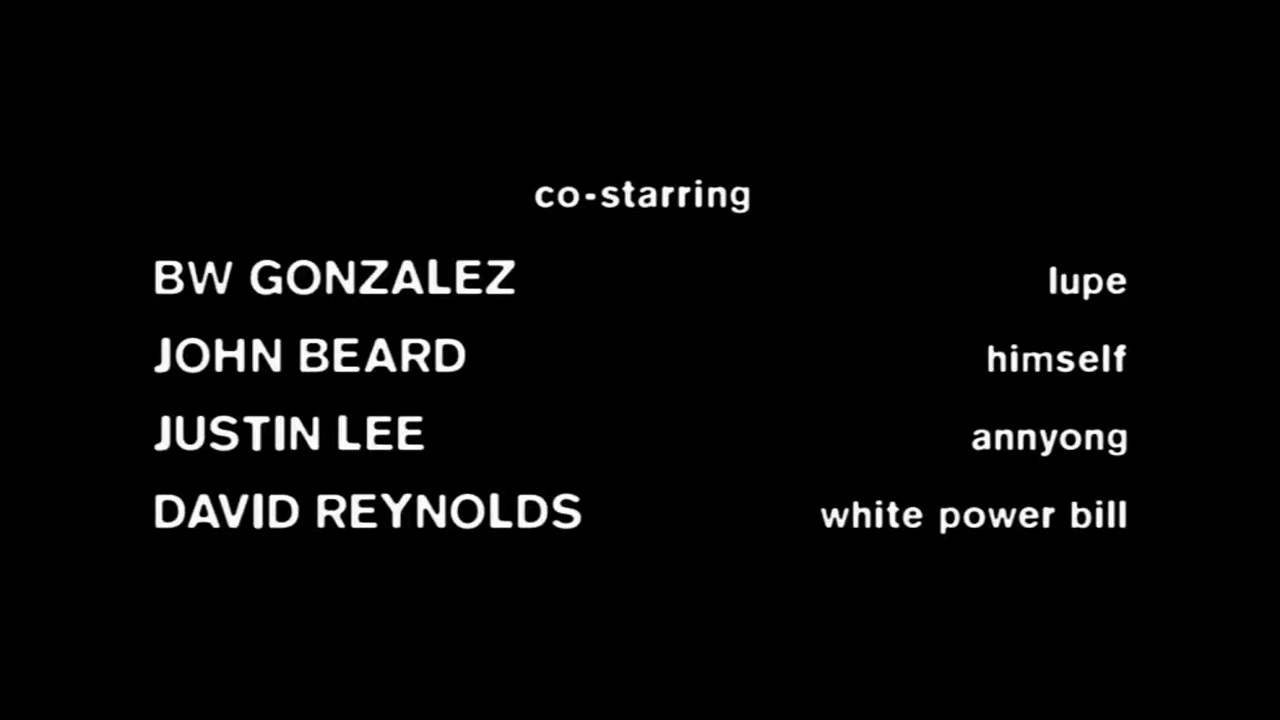 co-starring
BW GONZALEZ lupe
JOHN BEARD himself
JUSTIN LEE annyong
DAVID REYNOLDS white power bill